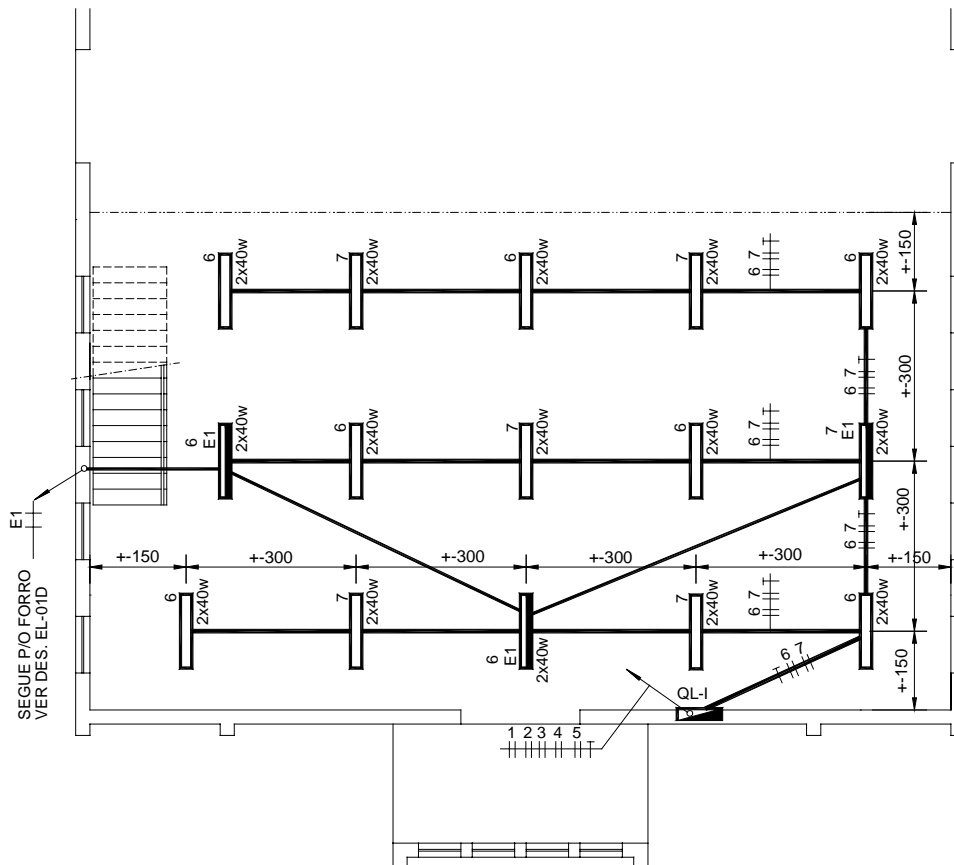 6 2x40w
7 2x40w
6 2x40w
7 2x40w
6 7
6 2x40w
+-150
6 7
+-300
6 E1 2x40w
6 2x40w
7 2x40w
6 2x40w
6 7
7 E1 2x40w
E1
SEGUE P/O FORRO
VER DES. EL-01D
6 7
+-300
+-150
+-300
+-300
+-300
+-300
+-150
6 2x40w
7 2x40w
6 E1 2x40w
7 2x40w
6 7
6 2x40w
6 7
+-150
QL-I
1 2 3 4 5